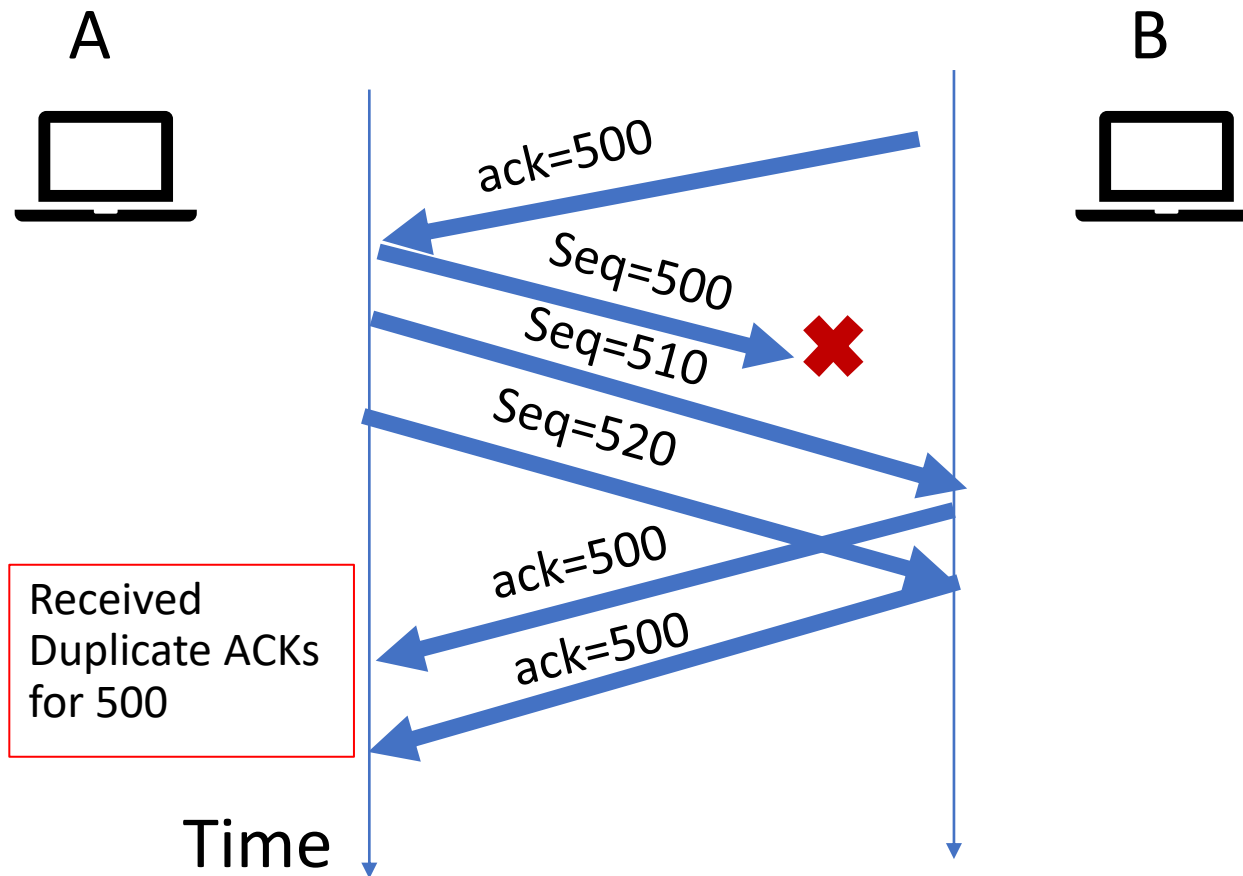 A
B
ack=500
Seq=500
Seq=510
Seq=520
ack=500
ack=500
Received
Duplicate ACKs
for 500
Time